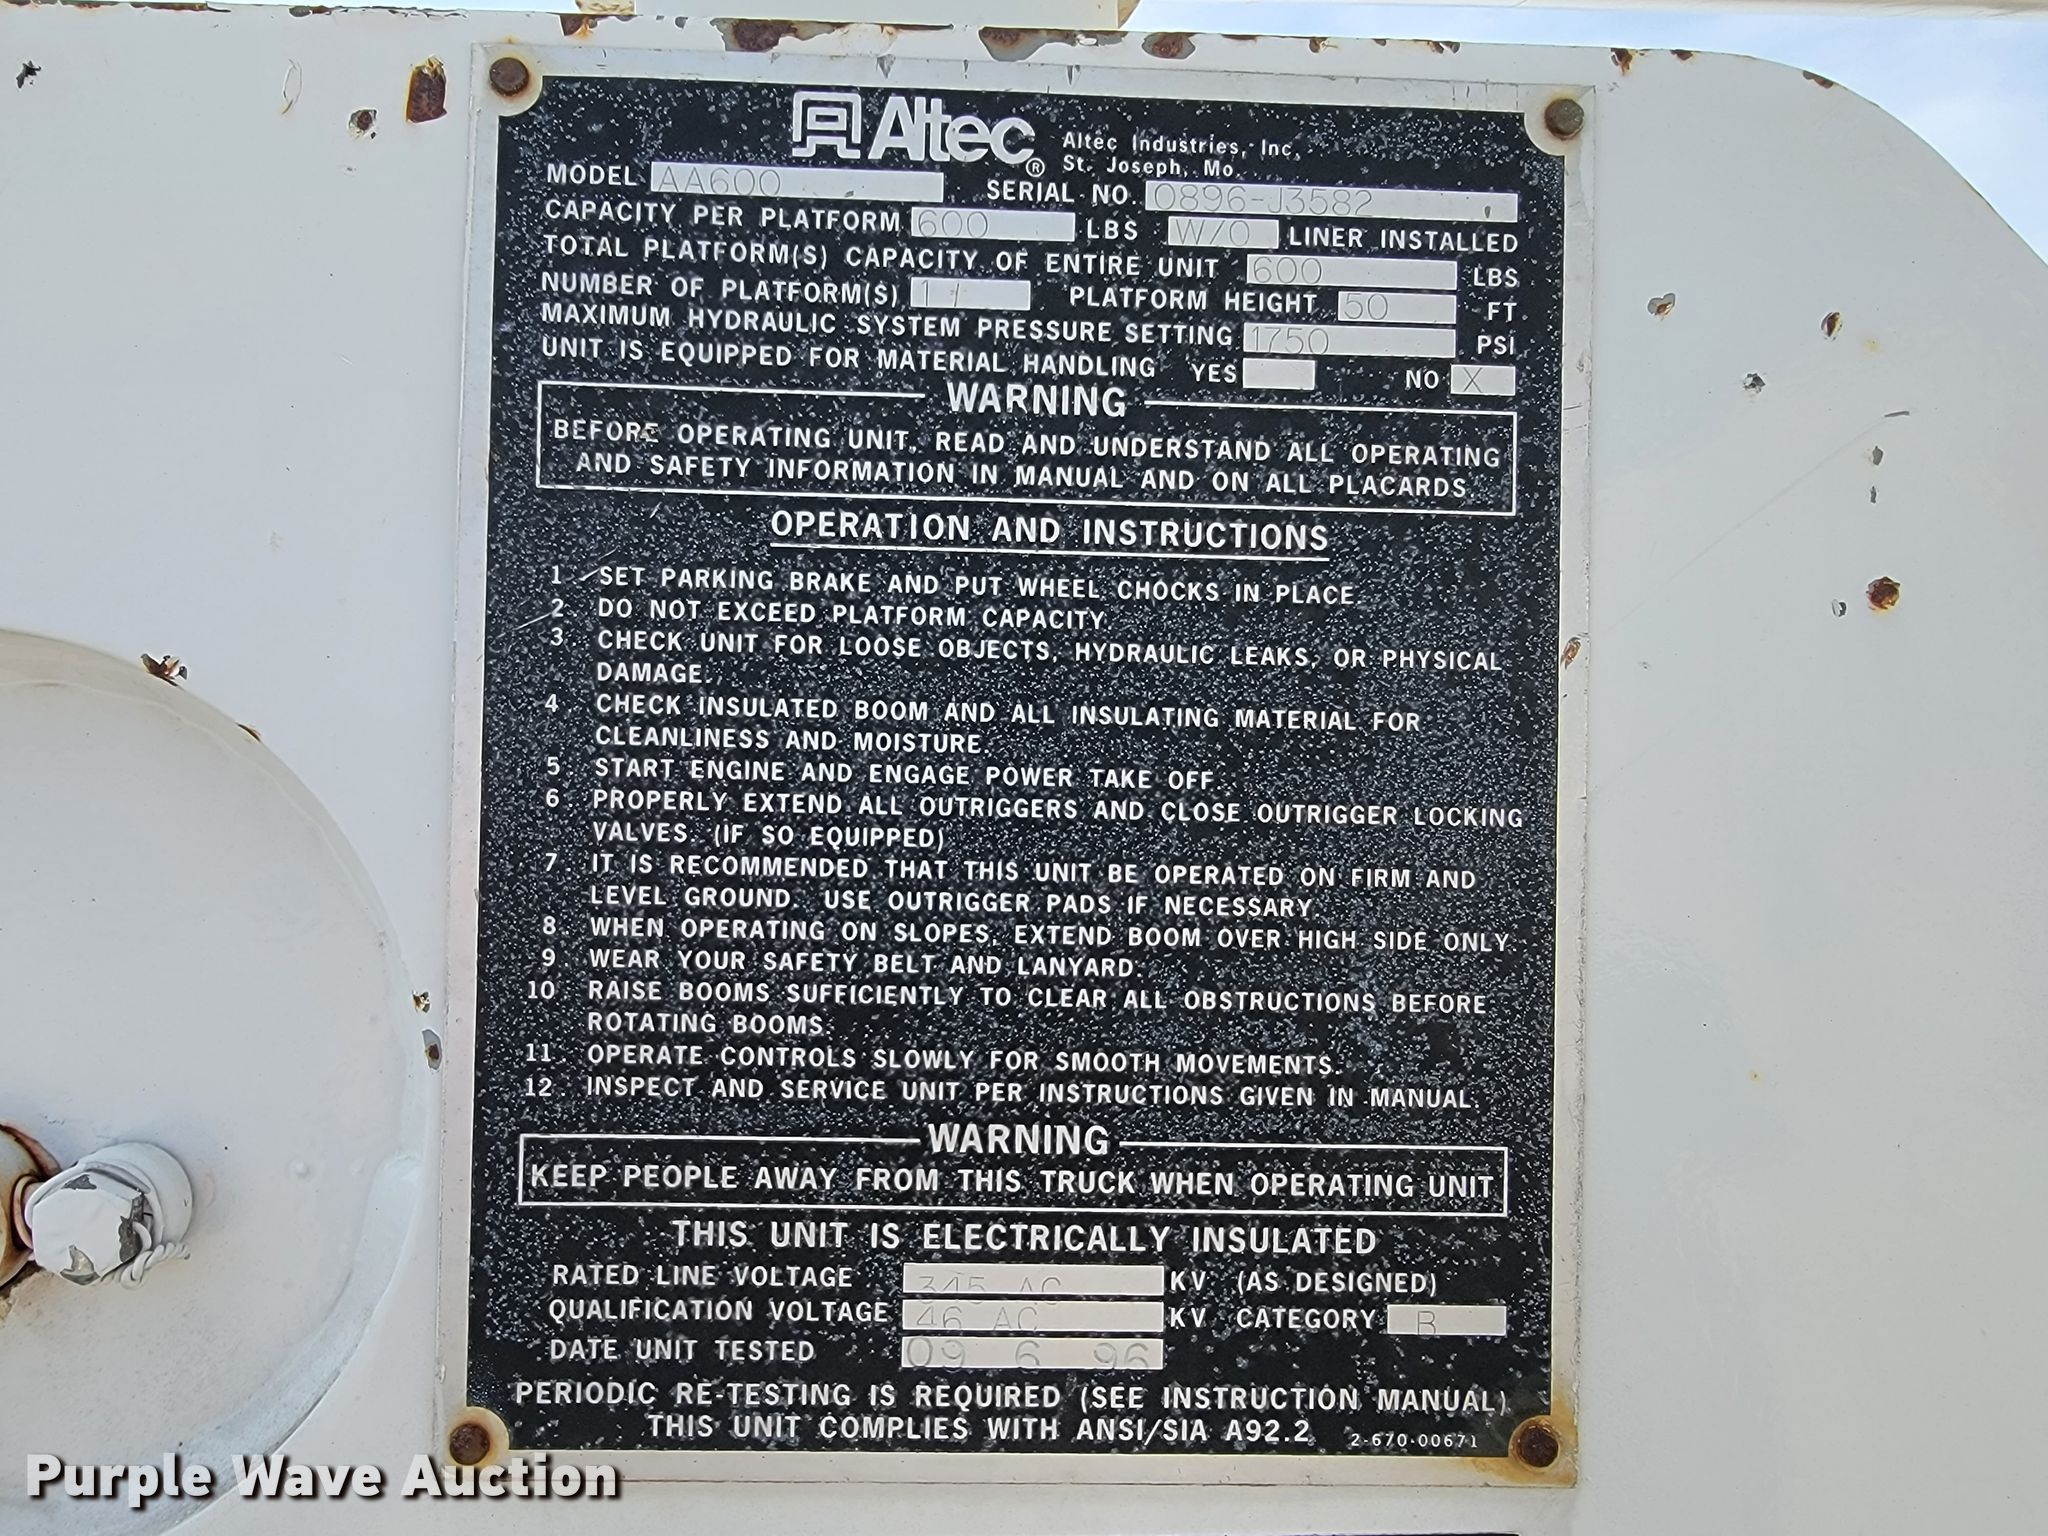 Altec® Altec Industries, Inc.
St. Joseph, Mo.
MODEL AA600 SERIAL NO. 0896-J3582
CAPACITY PER PLATFORM 600 LBS W/O LINER INSTALLED
TOTAL PLATFORM(S) CAPACITY OF ENTIRE UNIT 600 LBS
NUMBER OF PLATFORM(S) 1 PLATFORM HEIGHT 50 FT
MAXIMUM HYDRAULIC SYSTEM PRESSURE SETTING 1750 PSI
UNIT IS EQUIPPED FOR MATERIAL HANDLING YES NO X
WARNING
BEFORE OPERATING UNIT, READ AND UNDERSTAND ALL OPERATING
AND SAFETY INFORMATION IN MANUAL AND ON ALL PLACARDS.
OPERATION AND INSTRUCTIONS
1. SET PARKING BRAKE AND PUT WHEEL CHOCKS IN PLACE.
2. DO NOT EXCEED PLATFORM CAPACITY.
3. CHECK UNIT FOR LOOSE OBJECTS, HYDRAULIC LEAKS, OR PHYSICAL
DAMAGE.
4. CHECK INSULATED BOOM AND ALL INSULATING MATERIAL FOR
CLEANLINESS AND MOISTURE.
5. START ENGINE AND ENGAGE POWER TAKE OFF.
6. PROPERLY EXTEND ALL OUTRIGGERS AND CLOSE OUTRIGGER LOCKING
VALVES. (IF SO EQUIPPED)
7. IT IS RECOMMENDED THAT THIS UNIT BE OPERATED ON FIRM AND
LEVEL GROUND. USE OUTRIGGER PADS IF NECESSARY.
8. WHEN OPERATING ON SLOPES, EXTEND BOOM OVER HIGH SIDE ONLY.
9. WEAR YOUR SAFETY BELT AND LANYARD.
10. RAISE BOOMS SUFFICIENTLY TO CLEAR ALL OBSTRUCTIONS BEFORE
ROTATING BOOMS.
11. OPERATE CONTROLS SLOWLY FOR SMOOTH MOVEMENTS.
12. INSPECT AND SERVICE UNIT PER INSTRUCTIONS GIVEN IN MANUAL.
WARNING
KEEP PEOPLE AWAY FROM THIS TRUCK WHEN OPERATING UNIT
THIS UNIT IS ELECTRICALLY INSULATED
RATED LINE VOLTAGE 345 AC KV (AS DESIGNED)
QUALIFICATION VOLTAGE 46 AC KV CATEGORY B
DATE UNIT TESTED 09 6 96
PERIODIC RE-TESTING IS REQUIRED (SEE INSTRUCTION MANUAL)
THIS UNIT COMPLIES WITH ANSI/SIA A92.2 2-670-00671
Purple Wave Auction